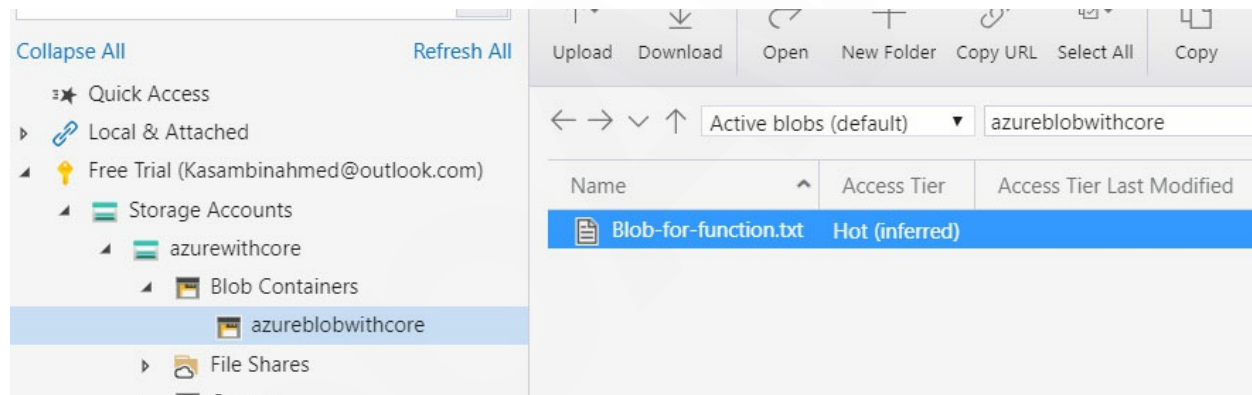 Collapse All Refresh All
Quick Access
Local & Attached
Free Trial (Kasambinahmed@outlook.com)
Storage Accounts
azurewithcore
Blob Containers
azureblobwithcore
File Shares
Upload Download Open New Folder Copy URL Select All Copy
Active blobs (default) azureblobwithcore
Name Access Tier Access Tier Last Modified
Blob-for-function.txt Hot (inferred)